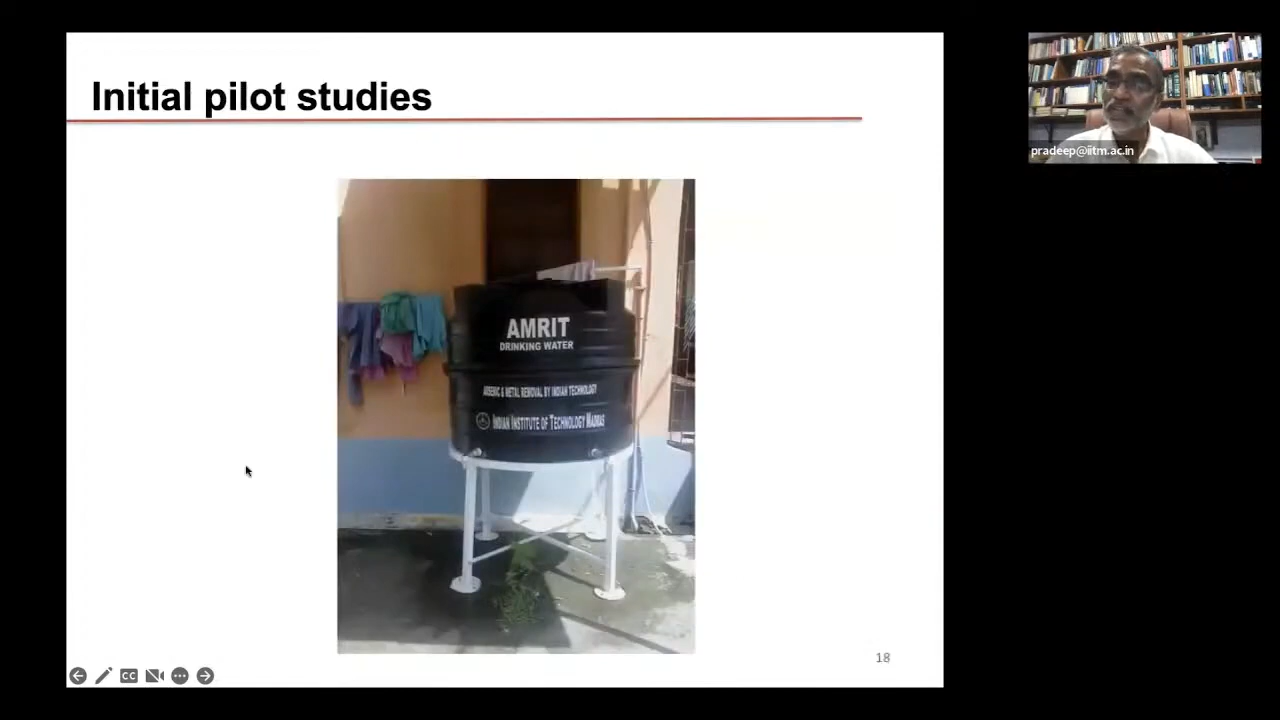 Initial pilot studies
pradeep@iitm.ac.in
AMRIT
DRINKING WATER
ARSENIC & METAL REMOVAL BY INDIAN TECHNOLOGY
INDIAN INSTITUTE OF TECHNOLOGY MADRAS
18
CC